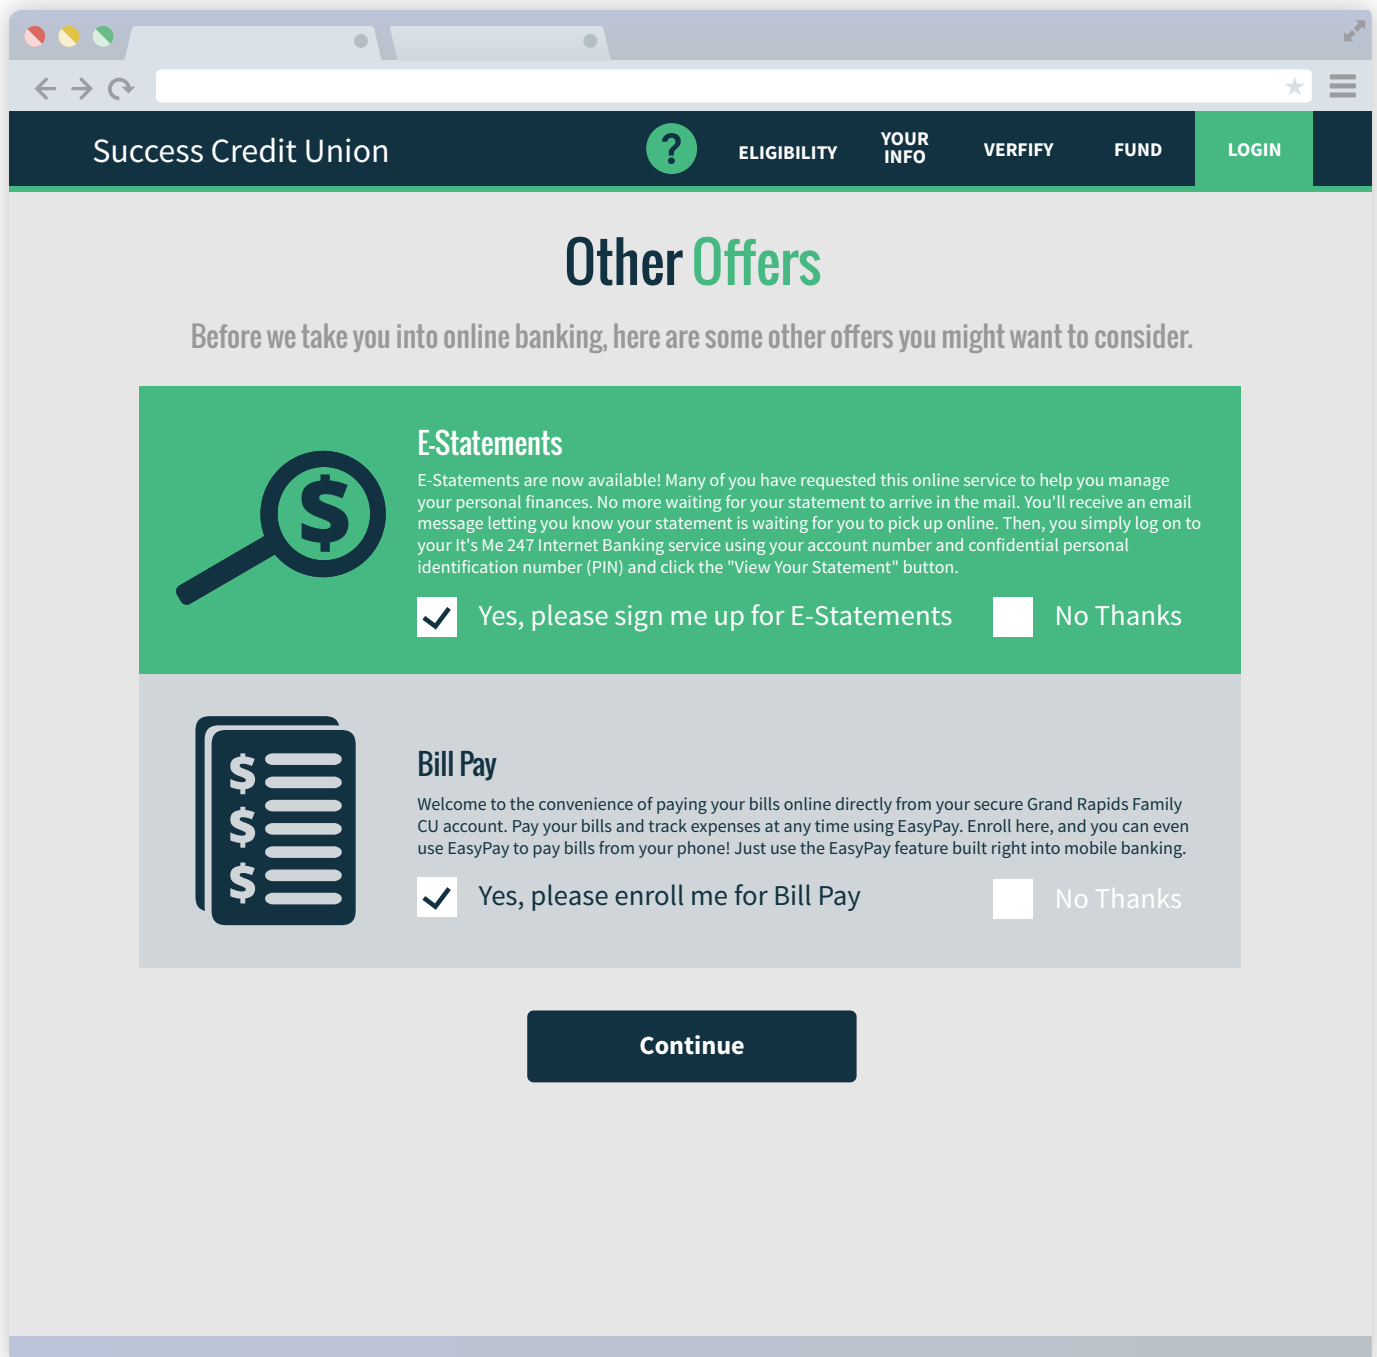 Success Credit Union
?
ELIGIBILITY
YOUR
INFO
VERFIFY
FUND
LOGIN
Other Offers
Before we take you into online banking, here are some other offers you might want to consider.
$
E-Statements
E-Statements are now available! Many of you have requested this online service to help you manage
your personal finances. No more waiting for your statement to arrive in the mail. You'll receive an email
message letting you know your statement is waiting for you to pick up online. Then, you simply log on to
your It's Me 247 Internet Banking service using your account number and confidential personal
identification number (PIN) and click the "View Your Statement" button.
Yes, please sign me up for E-Statements
No Thanks
$
$
$
Bill Pay
Welcome to the convenience of paying your bills online directly from your secure Grand Rapids Family
CU account. Pay your bills and track expenses at any time using EasyPay. Enroll here, and you can even
use EasyPay to pay bills from your phone! Just use the EasyPay feature built right into mobile banking.
Yes, please enroll me for Bill Pay
No Thanks
Continue